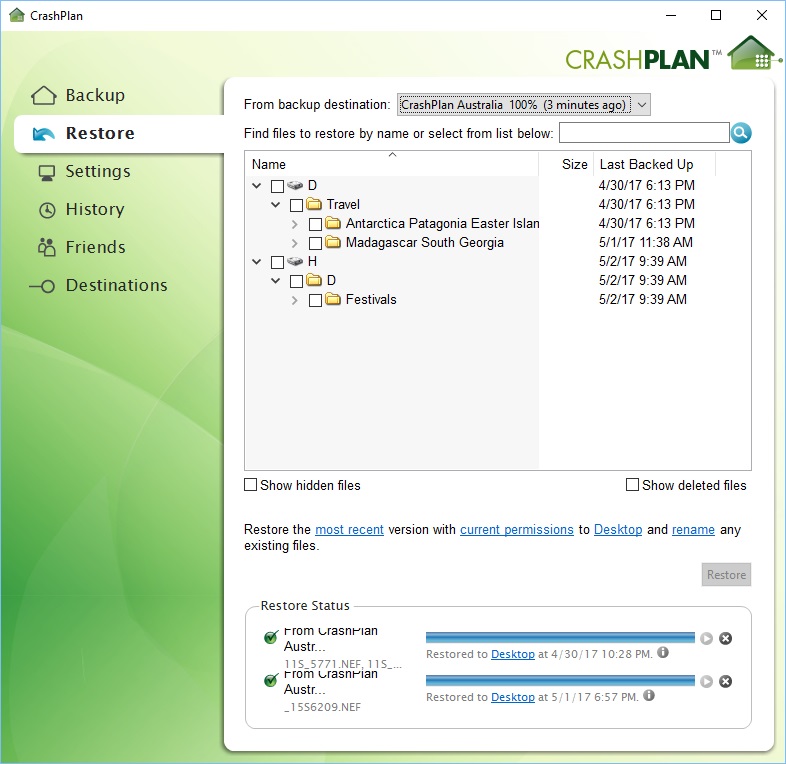 CrashPlan
CRASHPLAN™
Backup
Restore
Settings
History
Friends
Destinations
From backup destination: CrashPlan Australia 100% (3 minutes ago)
Find files to restore by name or select from list below:
Name Size Last Backed Up
D 4/30/17 6:13 PM
Travel 4/30/17 6:13 PM
Antarctica Patagonia Easter Islan 4/30/17 6:13 PM
Madagascar South Georgia 5/1/17 11:38 AM
H 5/2/17 9:39 AM
D 5/2/17 9:39 AM
Festivals 5/2/17 9:39 AM
Show hidden files Show deleted files
Restore the most recent version with current permissions to Desktop and rename any
existing files.
Restore
Restore Status
From CrashPlan
Austr...
11S_5771.NEF, 11S_...
Restored to Desktop at 4/30/17 10:28 PM.
From CrashPlan
Austr...
_15S6209.NEF
Restored to Desktop at 5/1/17 6:57 PM.